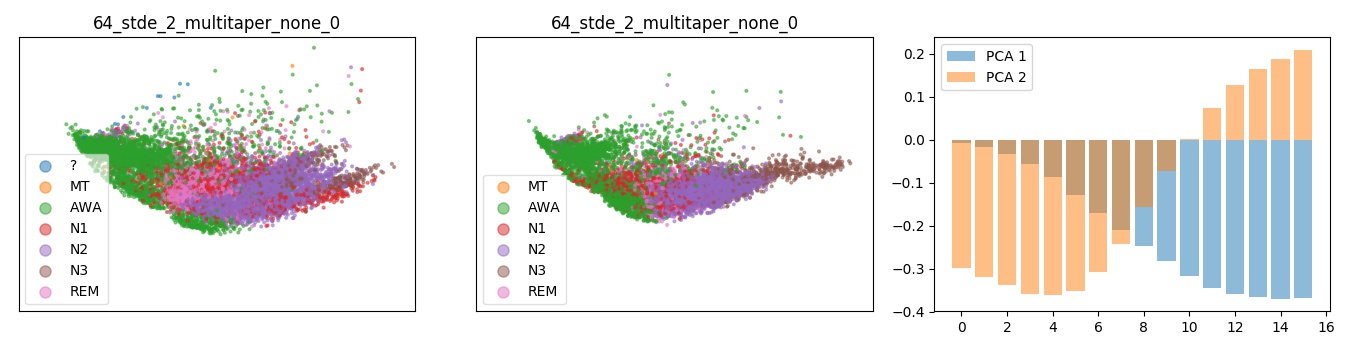 64_stde_2_multitaper_none_0
?
MT
AWA
N1
N2
N3
REM
64_stde_2_multitaper_none_0
MT
AWA
N1
N2
N3
REM
PCA 1
PCA 2
0.2
0.1
0.0
−0.1
−0.2
−0.3
−0.4
0 2 4 6 8 10 12 14 16